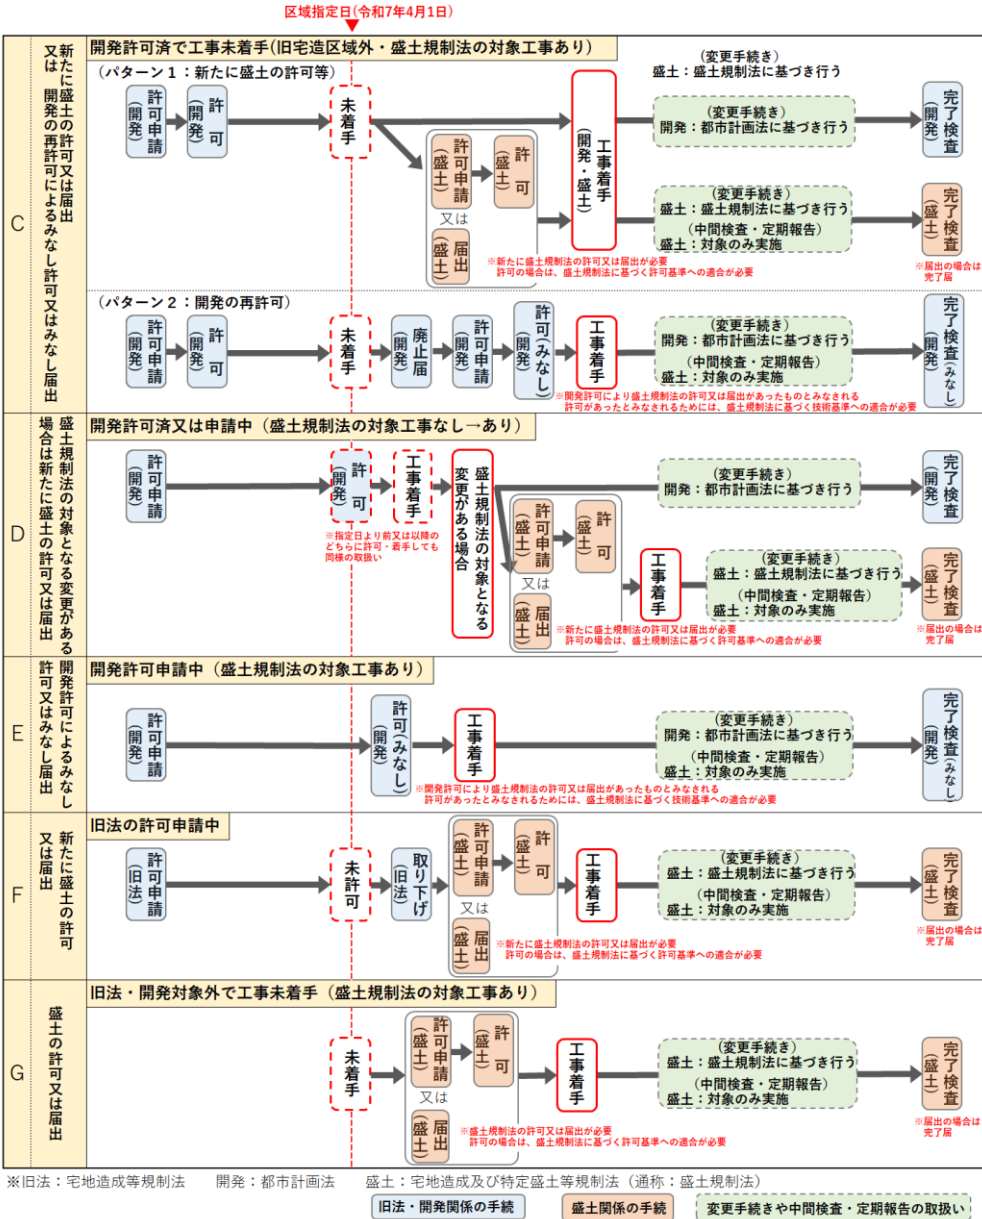 区域指定日(令和7年4月1日)
C
新たに盛土の許可又は届出
又は 開発の再許可によるみなし許可又はみなし届出
開発許可済で工事未着手(旧宅造区域外・盛土規制法の対象工事あり)
(パターン1：新たに盛土の許可等)
(変更手続き)
盛土：盛土規制法に基づき行う
許可申請
(開発)
許可
(開発)
未着手
許可申請
(盛土)
許可
(盛土)
又は
届出
(盛土)
工事着手
(開発・盛土)
(変更手続き)
開発：都市計画法に基づき行う
完了検査
(開発)
(変更手続き)
盛土：盛土規制法に基づき行う
(中間検査・定期報告)
盛土：対象のみ実施
完了検査
(盛土)
※新たに盛土規制法の許可又は届出が必要
許可の場合は、盛土規制法に基づく許可基準への適合が必要
※届出の場合は
完了届
(パターン2：開発の再許可)
許可申請
(開発)
許可
(開発)
未着手
廃止届
(開発)
許可申請
(開発)
許可(みなし)
(開発)
工事着手
(変更手続き)
開発：都市計画法に基づき行う
(中間検査・定期報告)
盛土：対象のみ実施
完了検査(みなし)
(開発)
※開発許可により盛土規制法の許可又は届出があったものとみなされる
許可があったとみなされるためには、盛土規制法に基づく技術基準への適合が必要
D
盛土規制法の対象となる変更がある
場合は新たに盛土の許可又は届出
開発許可済又は申請中（盛土規制法の対象工事なし→あり）
許可申請
(開発)
許可
(開発)
工事着手
※指定日より前又は以降の
どちらに許可・着手しても
同様の取扱い
盛土規制法の対象となる
変更がある場合
許可申請
(盛土)
許可
(盛土)
又は
届出
(盛土)
工事着手
(変更手続き)
開発：都市計画法に基づき行う
完了検査
(開発)
(変更手続き)
盛土：盛土規制法に基づき行う
(中間検査・定期報告)
盛土：対象のみ実施
完了検査
(盛土)
※新たに盛土規制法の許可又は届出が必要
許可の場合は、盛土規制法に基づく許可基準への適合が必要
※届出の場合は
完了届
E
開発許可によるみなし
許可又はみなし届出
開発許可申請中（盛土規制法の対象工事あり）
許可申請
(開発)
許可(みなし)
(開発)
工事着手
(変更手続き)
開発：都市計画法に基づき行う
(中間検査・定期報告)
盛土：対象のみ実施
完了検査(みなし)
(開発)
※開発許可により盛土規制法の許可又は届出があったものとみなされる
許可があったとみなされるためには、盛土規制法に基づく技術基準への適合が必要
F
新たに盛土の許可
又は届出
旧法の許可申請中
許可申請
(旧法)
未許可
取り下げ
(旧法)
許可申請
(盛土)
許可
(盛土)
又は
届出
(盛土)
工事着手
(変更手続き)
盛土：盛土規制法に基づき行う
(中間検査・定期報告)
盛土：対象のみ実施
完了検査
(盛土)
※新たに盛土規制法の許可又は届出が必要
許可の場合は、盛土規制法に基づく許可基準への適合が必要
※届出の場合は
完了届
G
盛土の許可又は届出
旧法・開発対象外で工事未着手（盛土規制法の対象工事あり）
未着手
許可申請
(盛土)
許可
(盛土)
又は
届出
(盛土)
工事着手
(変更手続き)
盛土：盛土規制法に基づき行う
(中間検査・定期報告)
盛土：対象のみ実施
完了検査
(盛土)
※盛土規制法の許可又は届出が必要
許可の場合は、盛土規制法に基づく許可基準への適合が必要
※届出の場合は
完了届
※旧法：宅地造成等規制法 開発：都市計画法 盛土：宅地造成及び特定盛土等規制法（通称：盛土規制法）
旧法・開発関係の手続
盛土関係の手続
変更手続きや中間検査・定期報告の取扱い